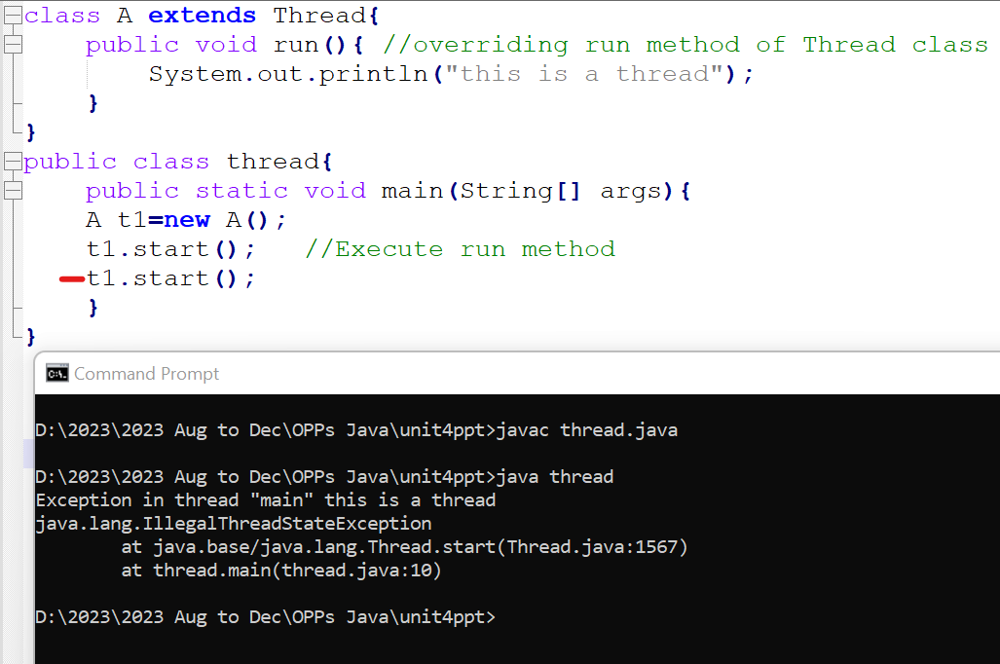 class A extends Thread{
    public void run(){ //overriding run method of Thread class
        System.out.println("this is a thread");
    }
}
public class thread{
    public static void main(String[] args){
    A t1=new A();
    t1.start();   //Execute run method
    t1.start();
    }
}
C:\.
Command Prompt
D:\2023\2023 Aug to Dec\OPPs Java\unit4ppt>javac thread.java
D:\2023\2023 Aug to Dec\OPPs Java\unit4ppt>java thread
Exception in thread "main" this is a thread
java.lang.IllegalThreadStateException
        at java.base/java.lang.Thread.start(Thread.java:1567)
        at thread.main(thread.java:10)
D:\2023\2023 Aug to Dec\OPPs Java\unit4ppt>